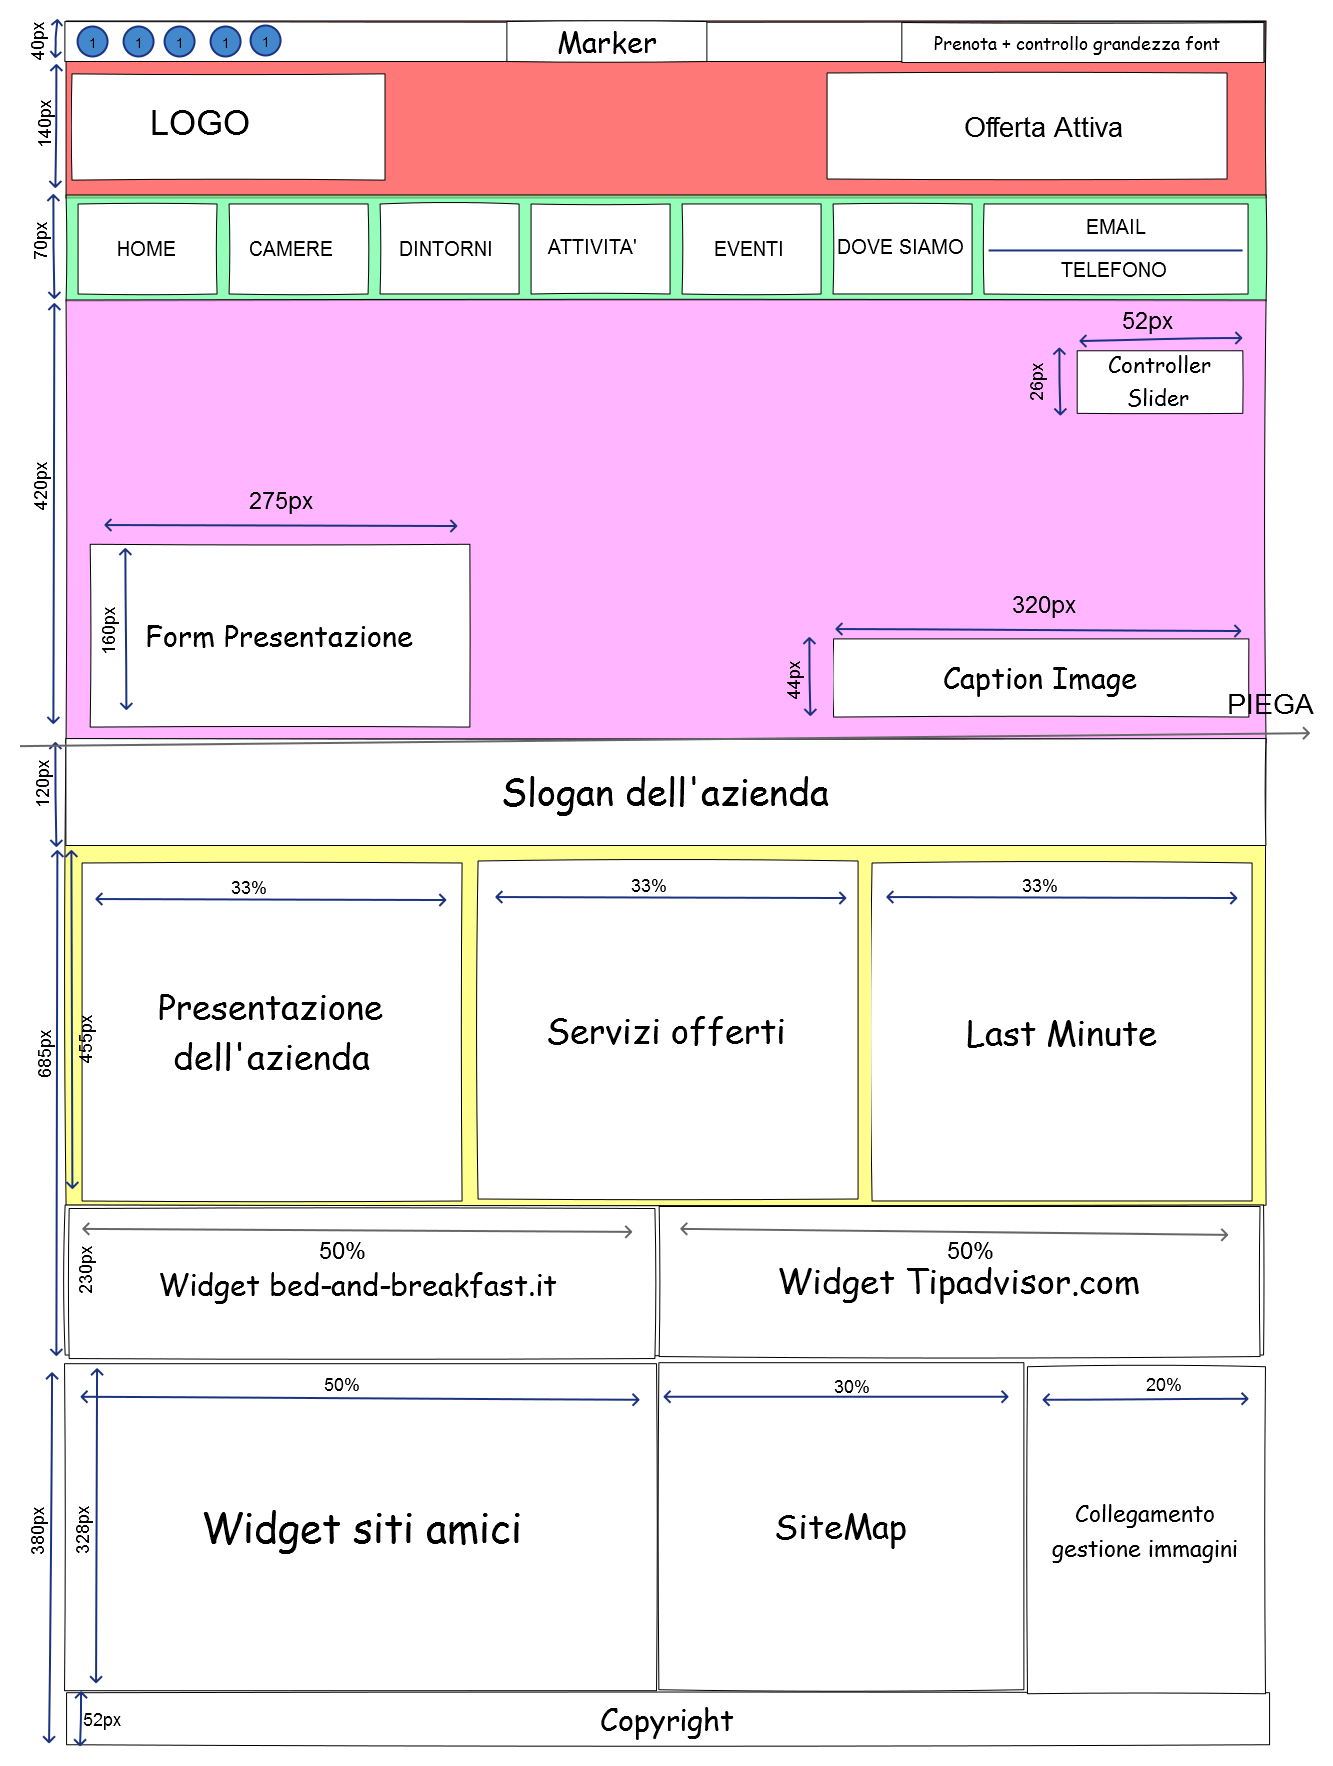 40px
1 1 1 1 1
Marker
Prenota + controllo grandezza font
140px
LOGO
Offerta Attiva
70px
HOME
CAMERE
DINTORNI
ATTIVITA'
EVENTI
DOVE SIAMO
EMAIL
TELEFONO
420px
52px
26px
Controller
Slider
275px
160px
Form Presentazione
320px
44px
Caption Image
PIEGA
120px
Slogan dell'azienda
685px
455px
33%
Presentazione
dell'azienda
33%
Servizi offerti
33%
Last Minute
230px
50%
Widget bed-and-breakfast.it
50%
Widget Tipadvisor.com
380px
328px
50%
Widget siti amici
30%
SiteMap
20%
Collegamento
gestione immagini
52px
Copyright